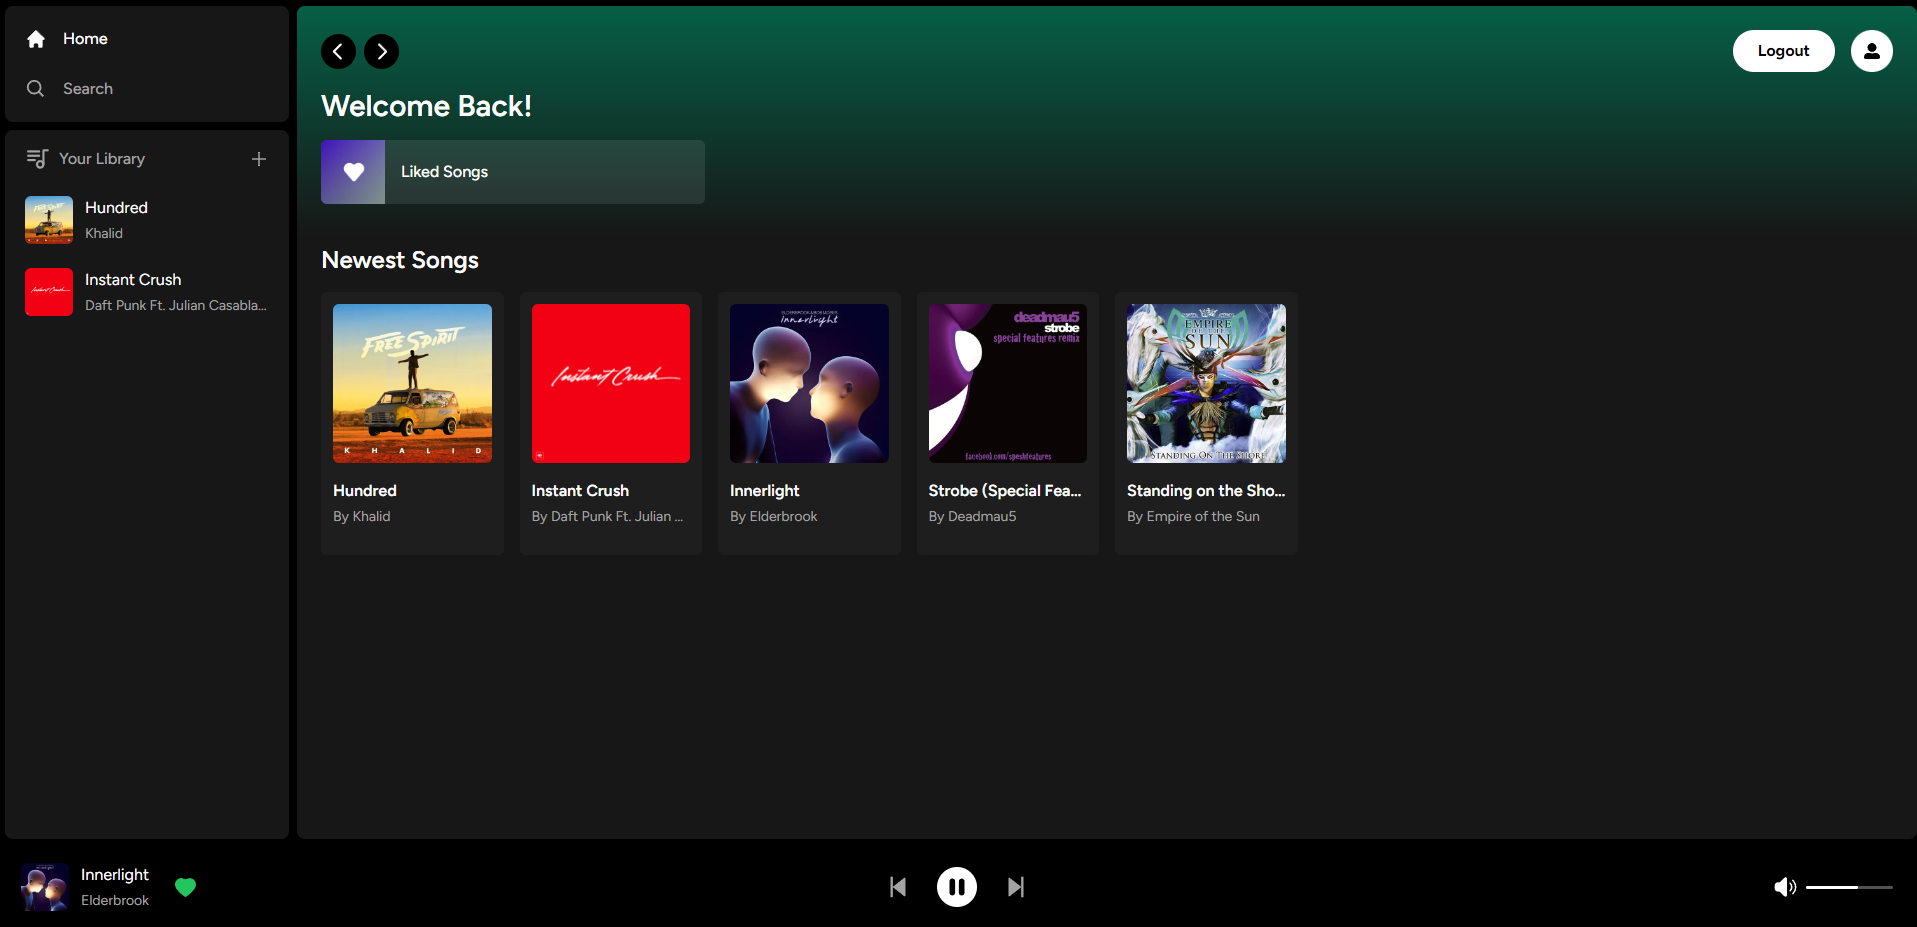 Home
Search
Your Library
Hundred
Khalid
Instant Crush
Daft Punk Ft. Julian Casabla...
Logout
Welcome Back!
Liked Songs
Newest Songs
FREE SPIRIT
KHALID
Hundred
By Khalid
Instant Crush
Instant Crush
By Daft Punk Ft. Julian ...
innerlight
Innerlight
By Elderbrook
deadmau5
strobe
special features remix
facebook.com/speshfeatures
Strobe (Special Fea...
By Deadmau5
EMPIRE
OF THE
SUN
STANDING ON THE SHORE
Standing on the Sho...
By Empire of the Sun
Innerlight
Elderbrook